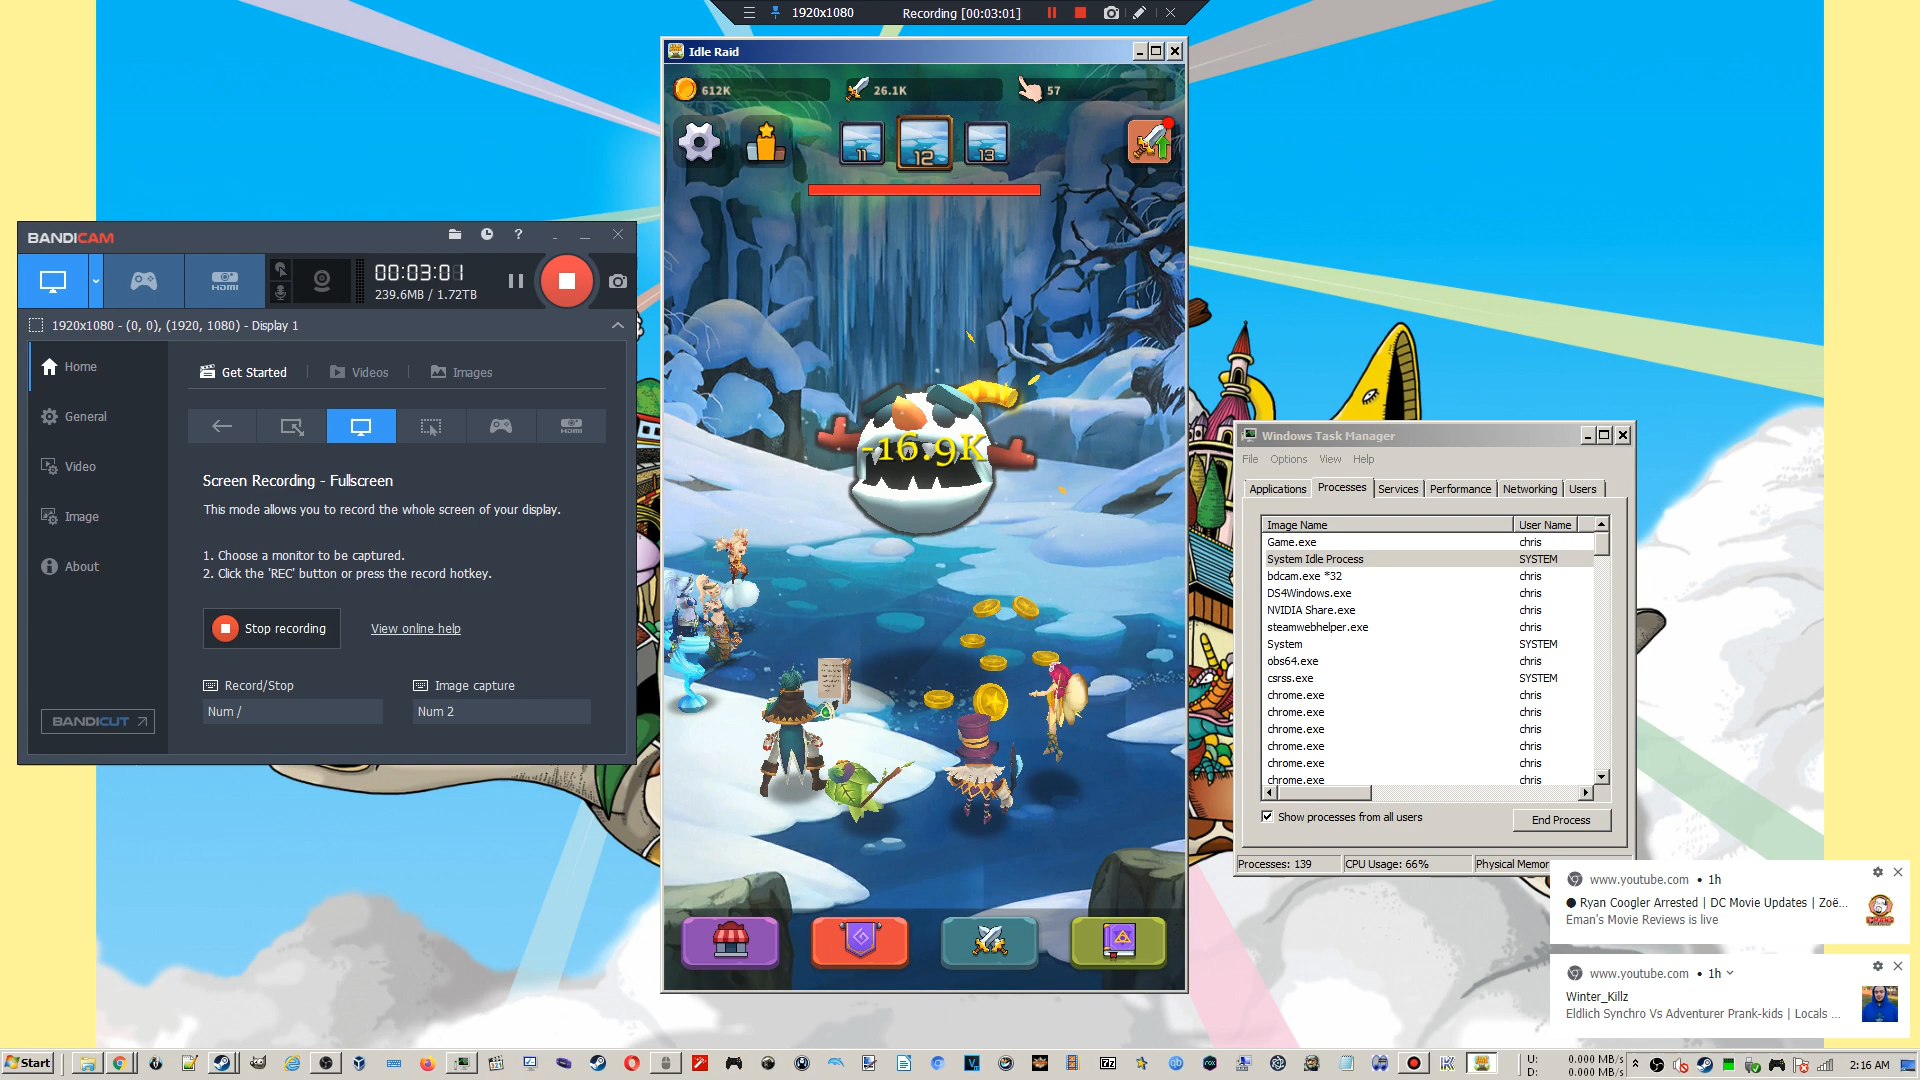 1920x1080
Recording [00:03:01]
Idle Raid
612K
26.1K
57
11
12
13
-16.9K
BANDICAM
?
HDMI
00:03:01
239.6MB / 1.72TB
1920x1080 - (0, 0), (1920, 1080) - Display 1
Home
General
Video
Image
About
BANDICUT
Get Started
Videos
Images
HDMI
Screen Recording - Fullscreen
This mode allows you to record the whole screen of your display.
1. Choose a monitor to be captured.
2. Click the 'REC' button or press the record hotkey.
Stop recording
View online help
Record/Stop
Image capture
Num /
Num 2
Windows Task Manager
File Options View Help
Applications Processes Services Performance Networking Users
Image Name User Name
Game.exe chris
System Idle Process SYSTEM
bdcam.exe *32 chris
DS4Windows.exe chris
NVIDIA Share.exe chris
steamwebhelper.exe chris
System SYSTEM
obs64.exe chris
csrss.exe SYSTEM
chrome.exe chris
chrome.exe chris
chrome.exe chris
chrome.exe chris
chrome.exe chris
chrome.exe chris
Show processes from all users
End Process
Processes: 139
CPU Usage: 66%
Physical Memor
www.youtube.com • 1h
Ryan Coogler Arrested | DC Movie Updates | Zoë...
Eman's Movie Reviews is live
www.youtube.com • 1h
Winter_Killz
Eldlich Synchro Vs Adventurer Prank-kids | Locals ...
Start
U: 0.000 MB/s
D: 0.000 MB/s
2:16 AM